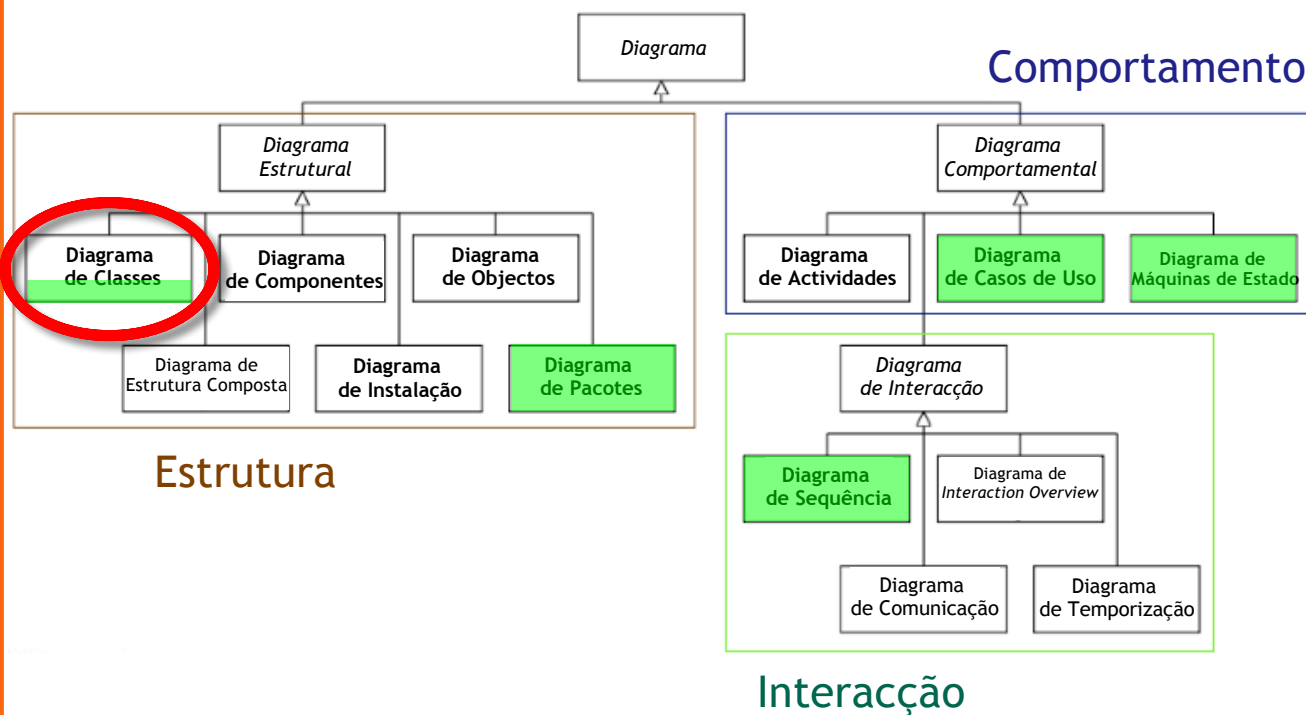 Diagrama
Comportamento
Diagrama
Estrutural
Diagrama
Comportamental
Diagrama
de Classes
Diagrama
de Componentes
Diagrama
de Objectos
Diagrama
de Actividades
Diagrama
de Casos de Uso
Diagrama de
Máquinas de Estado
Diagrama de
Estrutura Composta
Diagrama
de Instalação
Diagrama
de Pacotes
Diagrama
de Interacção
Estrutura
Diagrama
de Sequência
Diagrama de
Interaction Overview
Diagrama
de Comunicação
Diagrama
de Temporização
Interacção